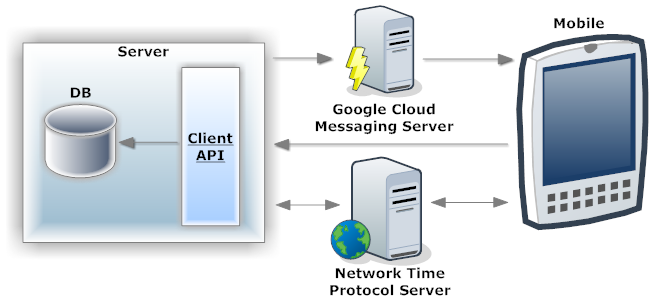 Server
Mobile
DB
Client
API
Google Cloud
Messaging Server
Network Time
Protocol Server